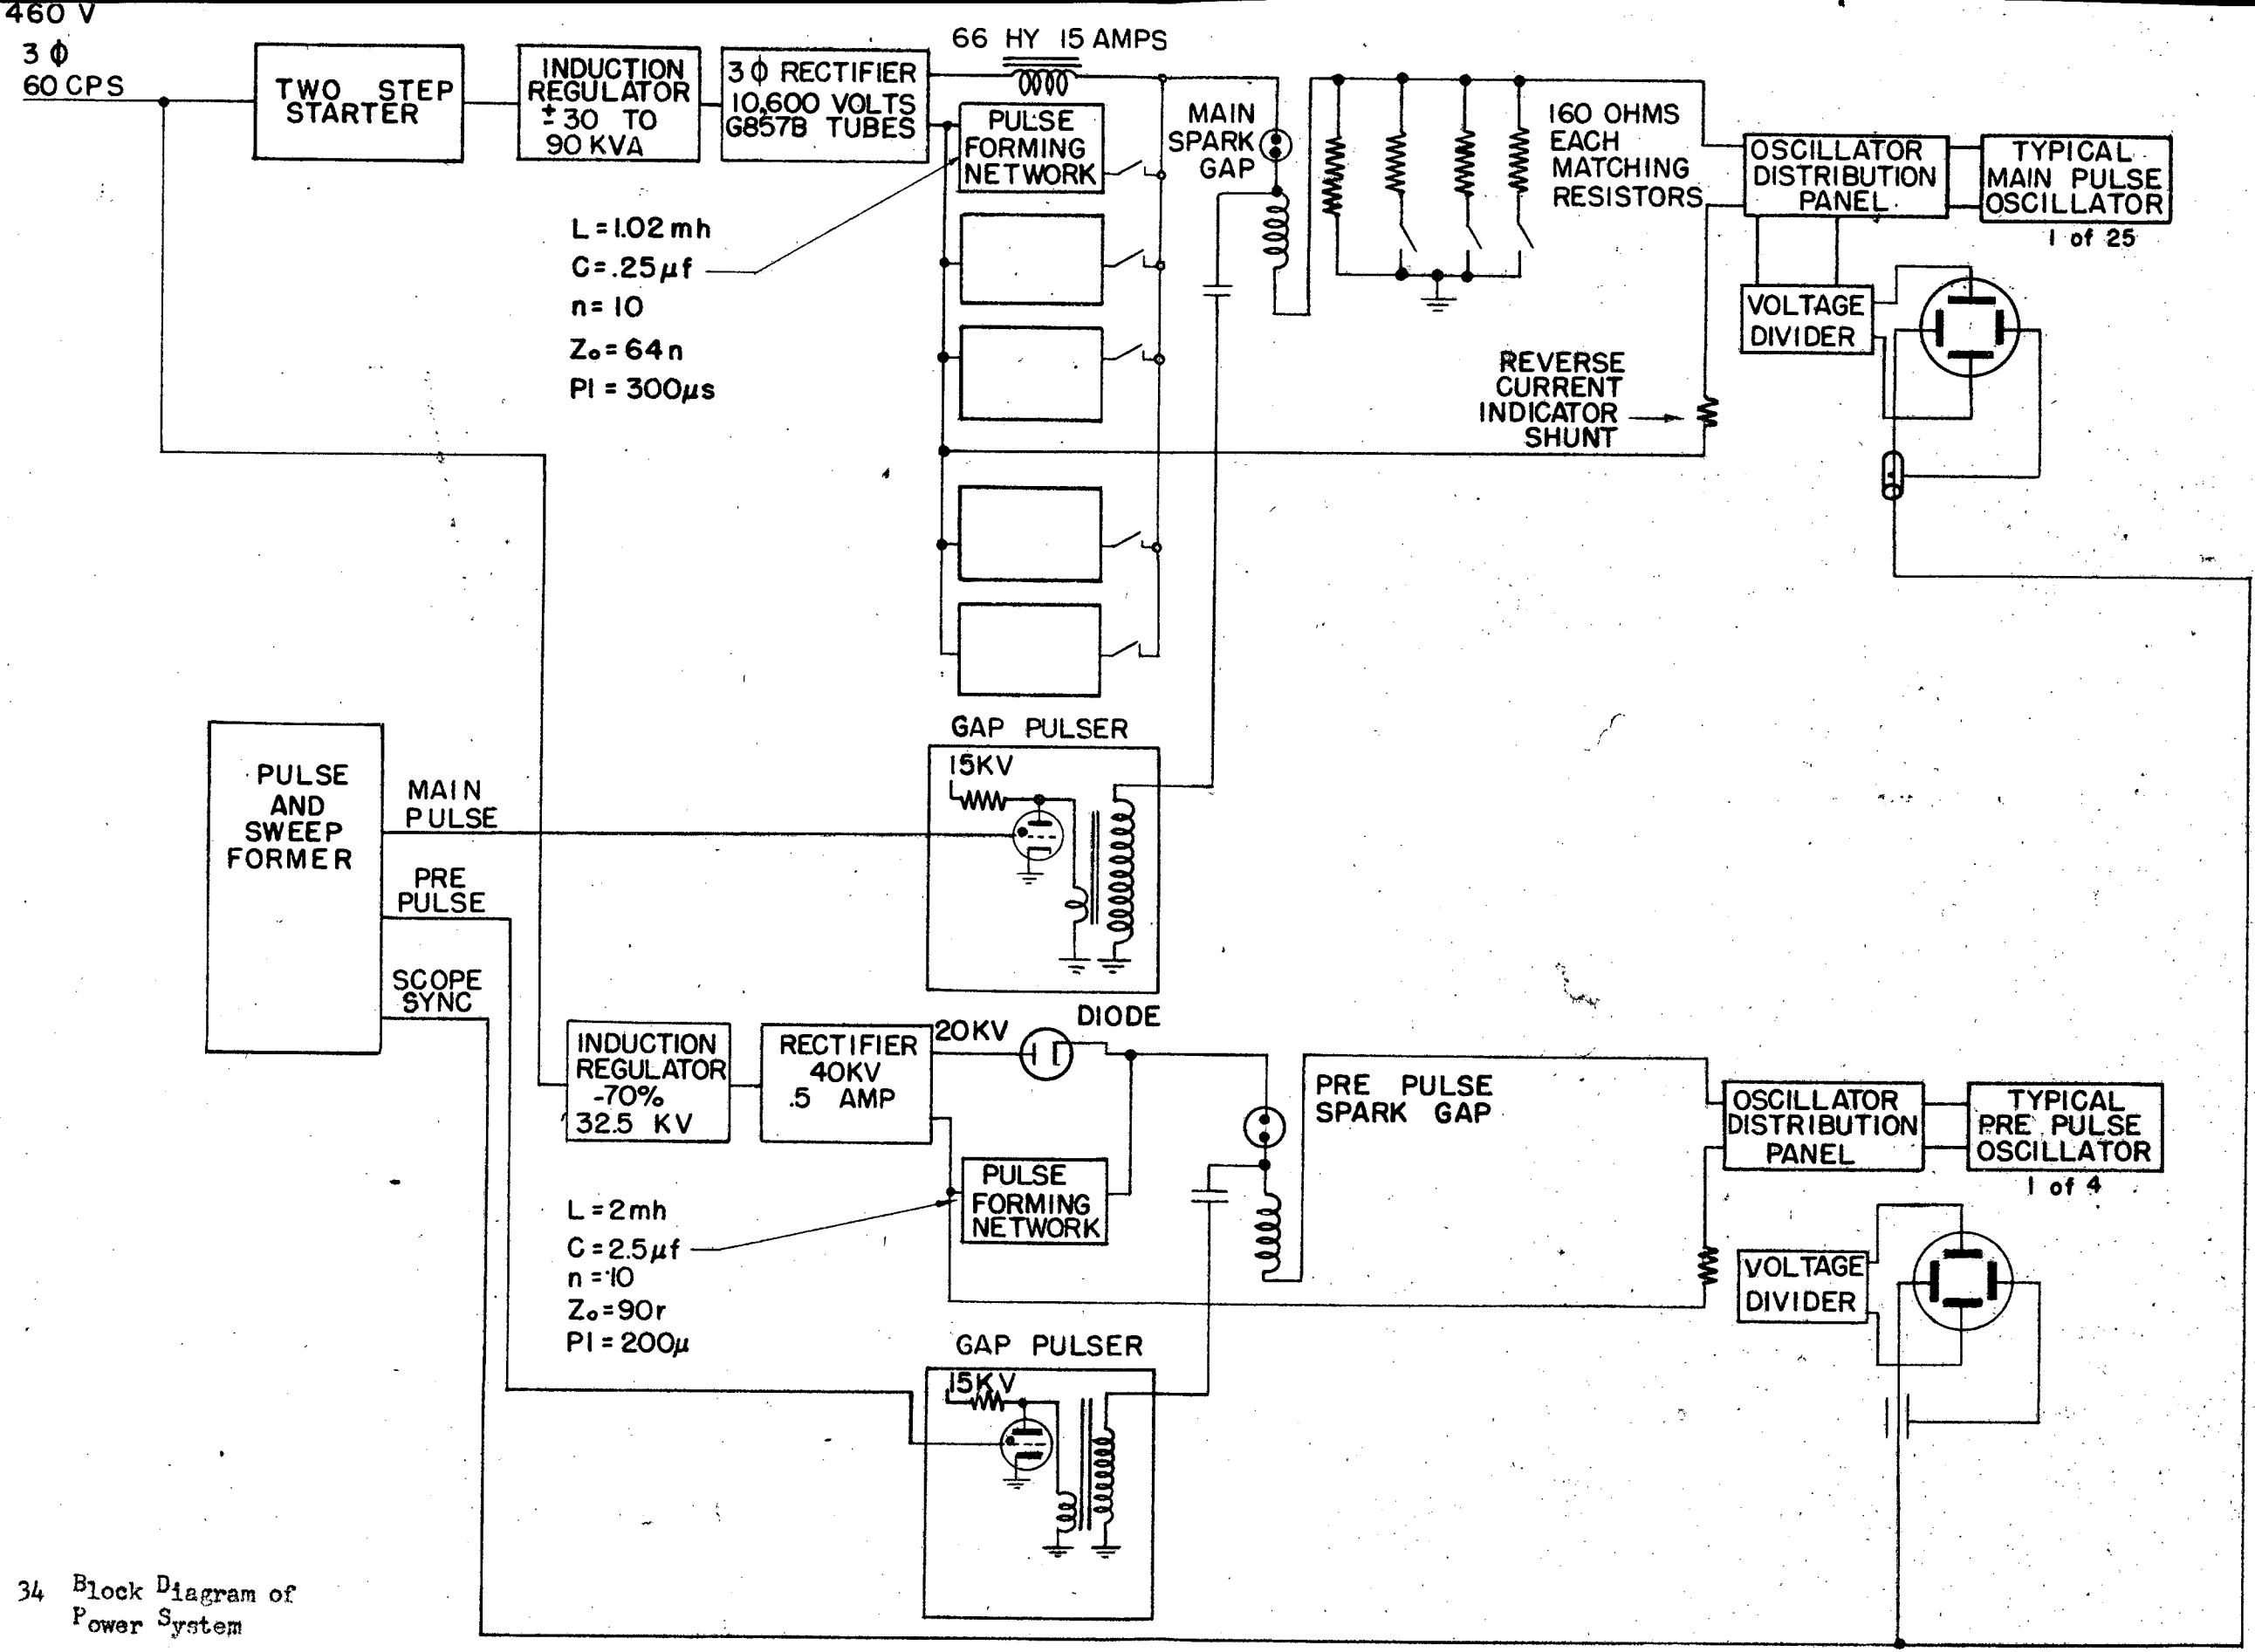 460 V
3 ϕ
60 CPS
TWO STEP
STARTER
INDUCTION
REGULATOR
± 30 TO
90 KVA
3 ϕ RECTIFIER
10,600 VOLTS
G857B TUBES
66 HY 15 AMPS
PULSE
FORMING
NETWORK
L = 1.02 mh
C = .25 µf
n = 10
Zo = 64 n
PI = 300 µs
MAIN
SPARK
GAP
160 OHMS
EACH
MATCHING
RESISTORS
OSCILLATOR
DISTRIBUTION
PANEL
TYPICAL
MAIN PULSE
OSCILLATOR
1 of 25
VOLTAGE
DIVIDER
REVERSE
CURRENT
INDICATOR
SHUNT
PULSE
AND
SWEEP
FORMER
MAIN
PULSE
PRE
PULSE
SCOPE
SYNC
GAP PULSER
15KV
INDUCTION
REGULATOR
-70%
32.5 KV
RECTIFIER
40KV
.5 AMP
20KV
DIODE
PULSE
FORMING
NETWORK
L = 2 mh
C = 2.5 µf
n = 10
Zo = 90r
PI = 200µ
PRE PULSE
SPARK GAP
OSCILLATOR
DISTRIBUTION
PANEL
TYPICAL
PRE PULSE
OSCILLATOR
1 of 4
VOLTAGE
DIVIDER
GAP PULSER
15KV
34 Block Diagram of
Power System